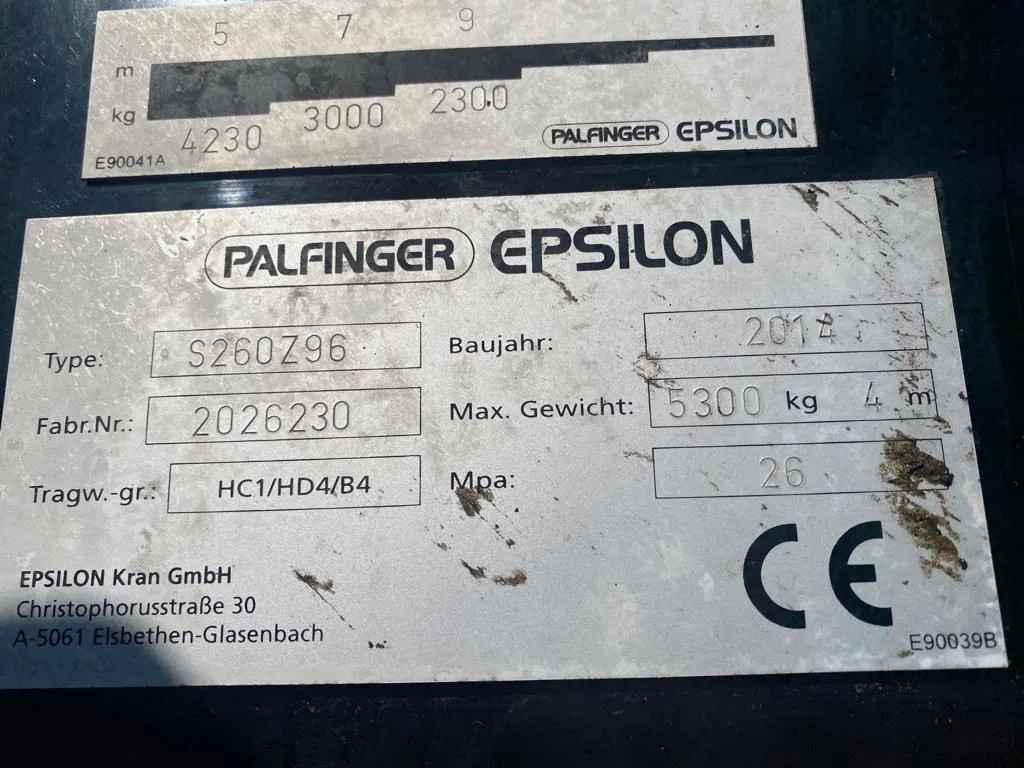 5 7 9
m
kg
4230 3000 2300
E90041A PALFINGER EPSILON
PALFINGER EPSILON
Type: S260Z96 Baujahr: 2014
Fabr.Nr.: 2026230 Max. Gewicht: 5300 kg 4 m
Tragw.-gr.: HC1/HD4/B4 Mpa: 26
EPSILON Kran GmbH
Christophorusstraße 30
A-5061 Elsbethen-Glasenbach
CE
E90039B